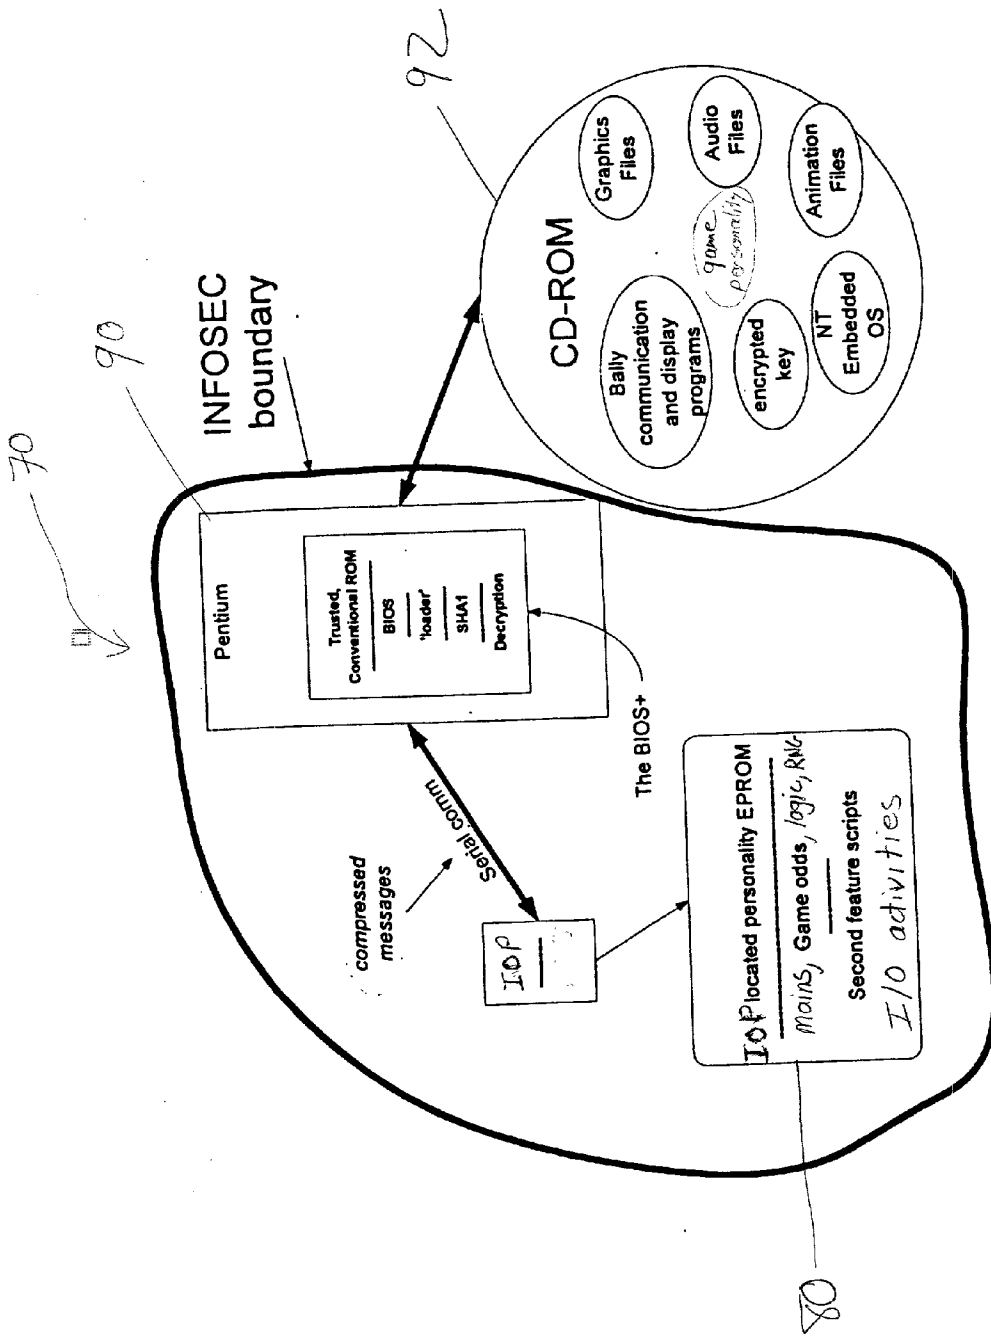 70
90
92
INFOSEC
boundary
Pentium
Trusted,
Conventional ROM
BIOS
'loader'
SHA1
Decryption
The BIOS+
compressed
messages
Serial comm
IOP
IOP located personality EPROM
mains, Game odds, logic, RNG
Second feature scripts
I/O activities
80
CD-ROM
Graphics
Files
Audio
Files
Animation
Files
game
personality
Bally
communication
and display
programs
encrypted
key
NT
Embedded
OS